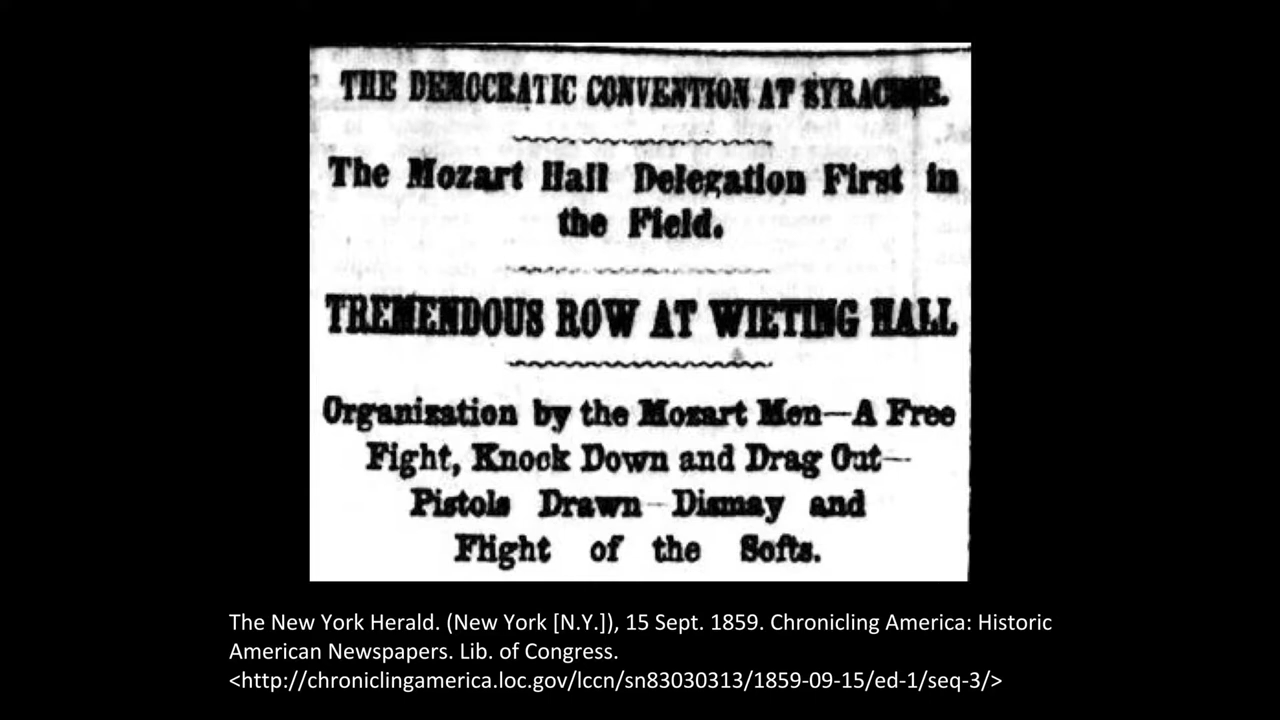 THE DEMOCRATIC CONVENTION AT SYRACUSE.
The Mozart Hall Delegation First in
the Field.
TREMENDOUS ROW AT WIETING HALL
Organization by the Mozart Men—A Free
Fight, Knock Down and Drag Out—
Pistols Drawn—Dismay and
Flight of the Softs.
The New York Herald. (New York [N.Y.]), 15 Sept. 1859. Chronicling America: Historic
American Newspapers. Lib. of Congress.
<http://chroniclingamerica.loc.gov/lccn/sn83030313/1859-09-15/ed-1/seq-3/>